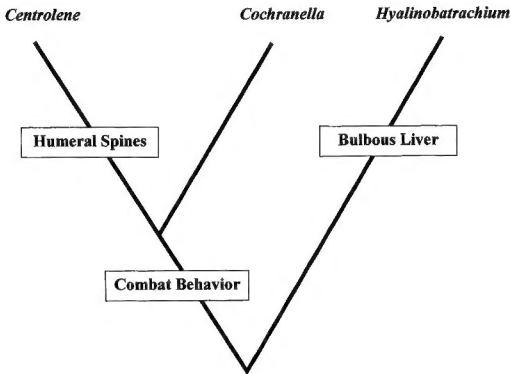 Centrolene Cochranella Hyalinobatrachium
Humeral Spines Bulbous Liver
Combat Behavior